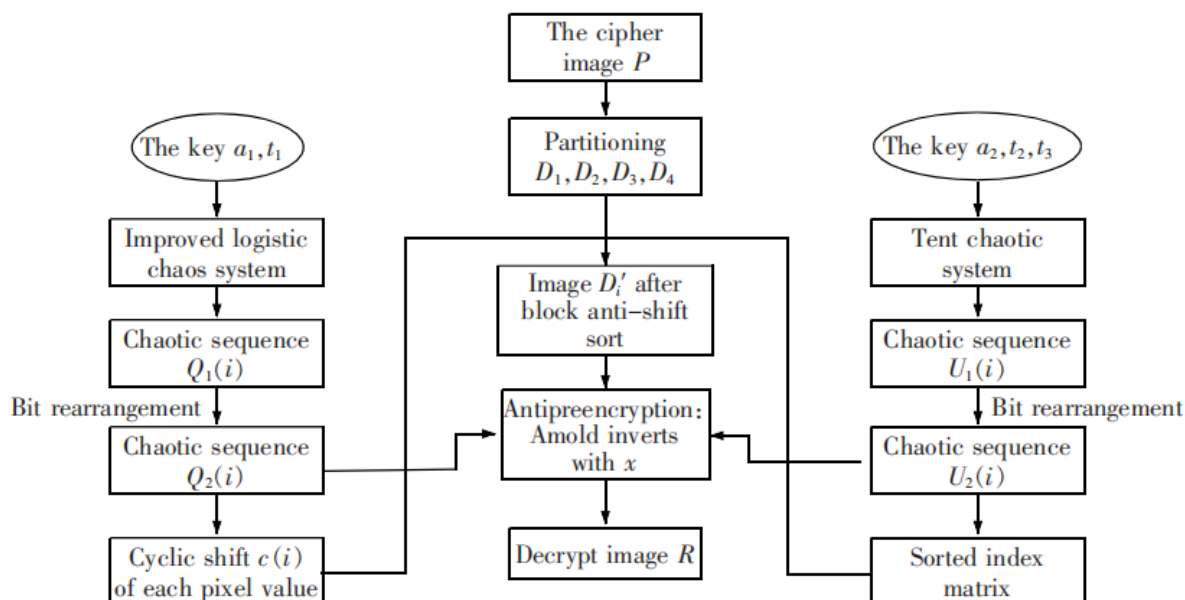 The cipher
image P
The key a₁,t₁
Partitioning
D₁,D₂,D₃,D₄
The key a₂,t₂,t₃
Improved logistic
chaos system
Tent chaotic
system
Image Dᵢ′ after
block anti-shift
sort
Chaotic sequence
Q₁(i)
Chaotic sequence
U₁(i)
Bit rearrangement
Antipreencryption:
Amold inverts
with x
Bit rearrangement
Chaotic sequence
Q₂(i)
Chaotic sequence
U₂(i)
Cyclic shift c(i)
of each pixel value
Decrypt image R
Sorted index
matrix